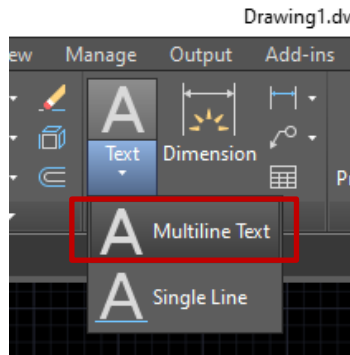 Drawing1.dw
ew Manage Output Add-ins
Text Dimension
P
Multiline Text
Single Line